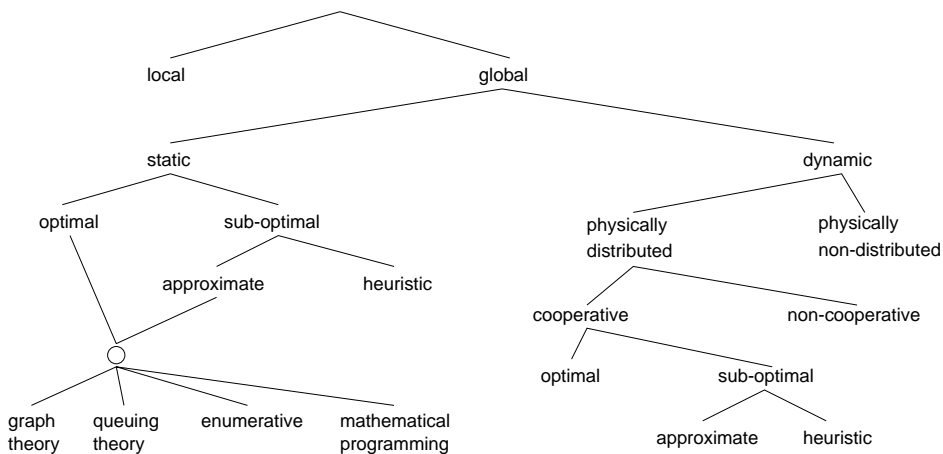 local
global
static
dynamic
optimal
sub-optimal
physically
distributed
physically
non-distributed
approximate
heuristic
cooperative
non-cooperative
optimal
sub-optimal
graph
theory
queuing
theory
enumerative
mathematical
programming
approximate
heuristic